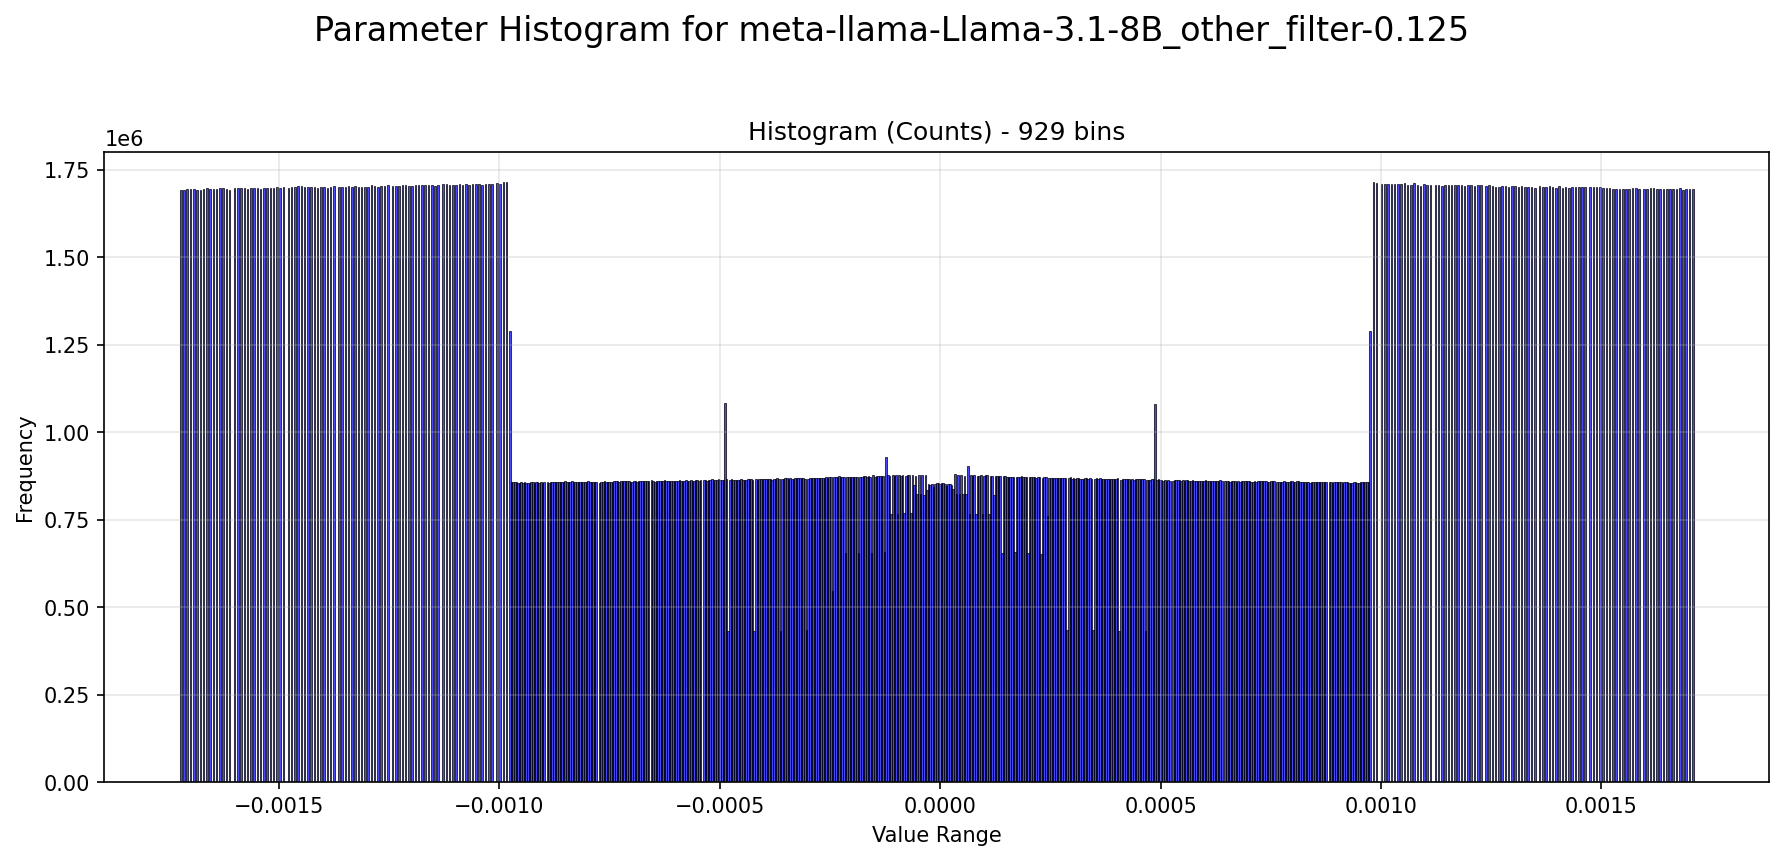 Parameter Histogram for meta-llama-Llama-3.1-8B_other_filter-0.125
Histogram (Counts) - 929 bins
1e6
1.75
1.50
1.25
1.00
0.75
0.50
0.25
0.00
Frequency
−0.0015 −0.0010 −0.0005 0.0000 0.0005 0.0010 0.0015
Value Range